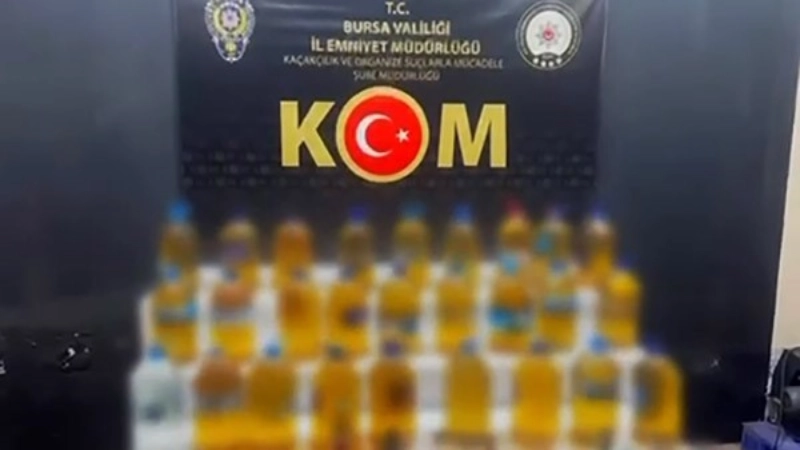 T.C.
BURSA VALİLİĞİ
İL EMNİYET MÜDÜRLÜĞÜ
KAÇAKÇILIK VE ORGANİZE SUÇLARLA MÜCADELE
ŞUBE MÜDÜRLÜĞÜ
KOM